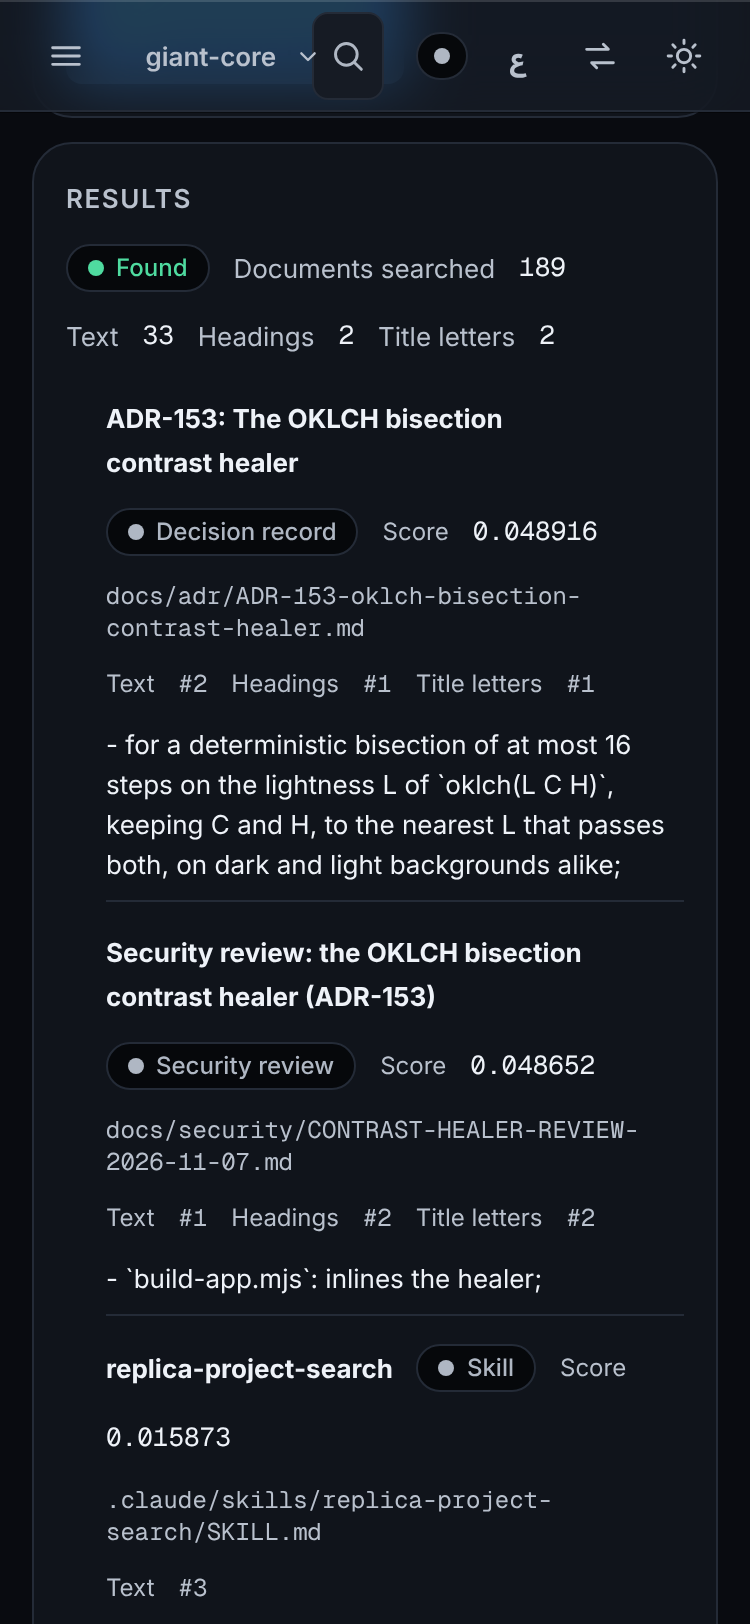 giant-core
ع
RESULTS
Found Documents searched 189
Text 33 Headings 2 Title letters 2
ADR-153: The OKLCH bisection
contrast healer
Decision record Score 0.048916
docs/adr/ADR-153-oklch-bisection-
contrast-healer.md
Text #2 Headings #1 Title letters #1
- for a deterministic bisection of at most 16
steps on the lightness L of `oklch(L C H)`,
keeping C and H, to the nearest L that passes
both, on dark and light backgrounds alike;
Security review: the OKLCH bisection
contrast healer (ADR-153)
Security review Score 0.048652
docs/security/CONTRAST-HEALER-REVIEW-
2026-11-07.md
Text #1 Headings #2 Title letters #2
- `build-app.mjs`: inlines the healer;
replica-project-search Skill Score
0.015873
.claude/skills/replica-project-
search/SKILL.md
Text #3